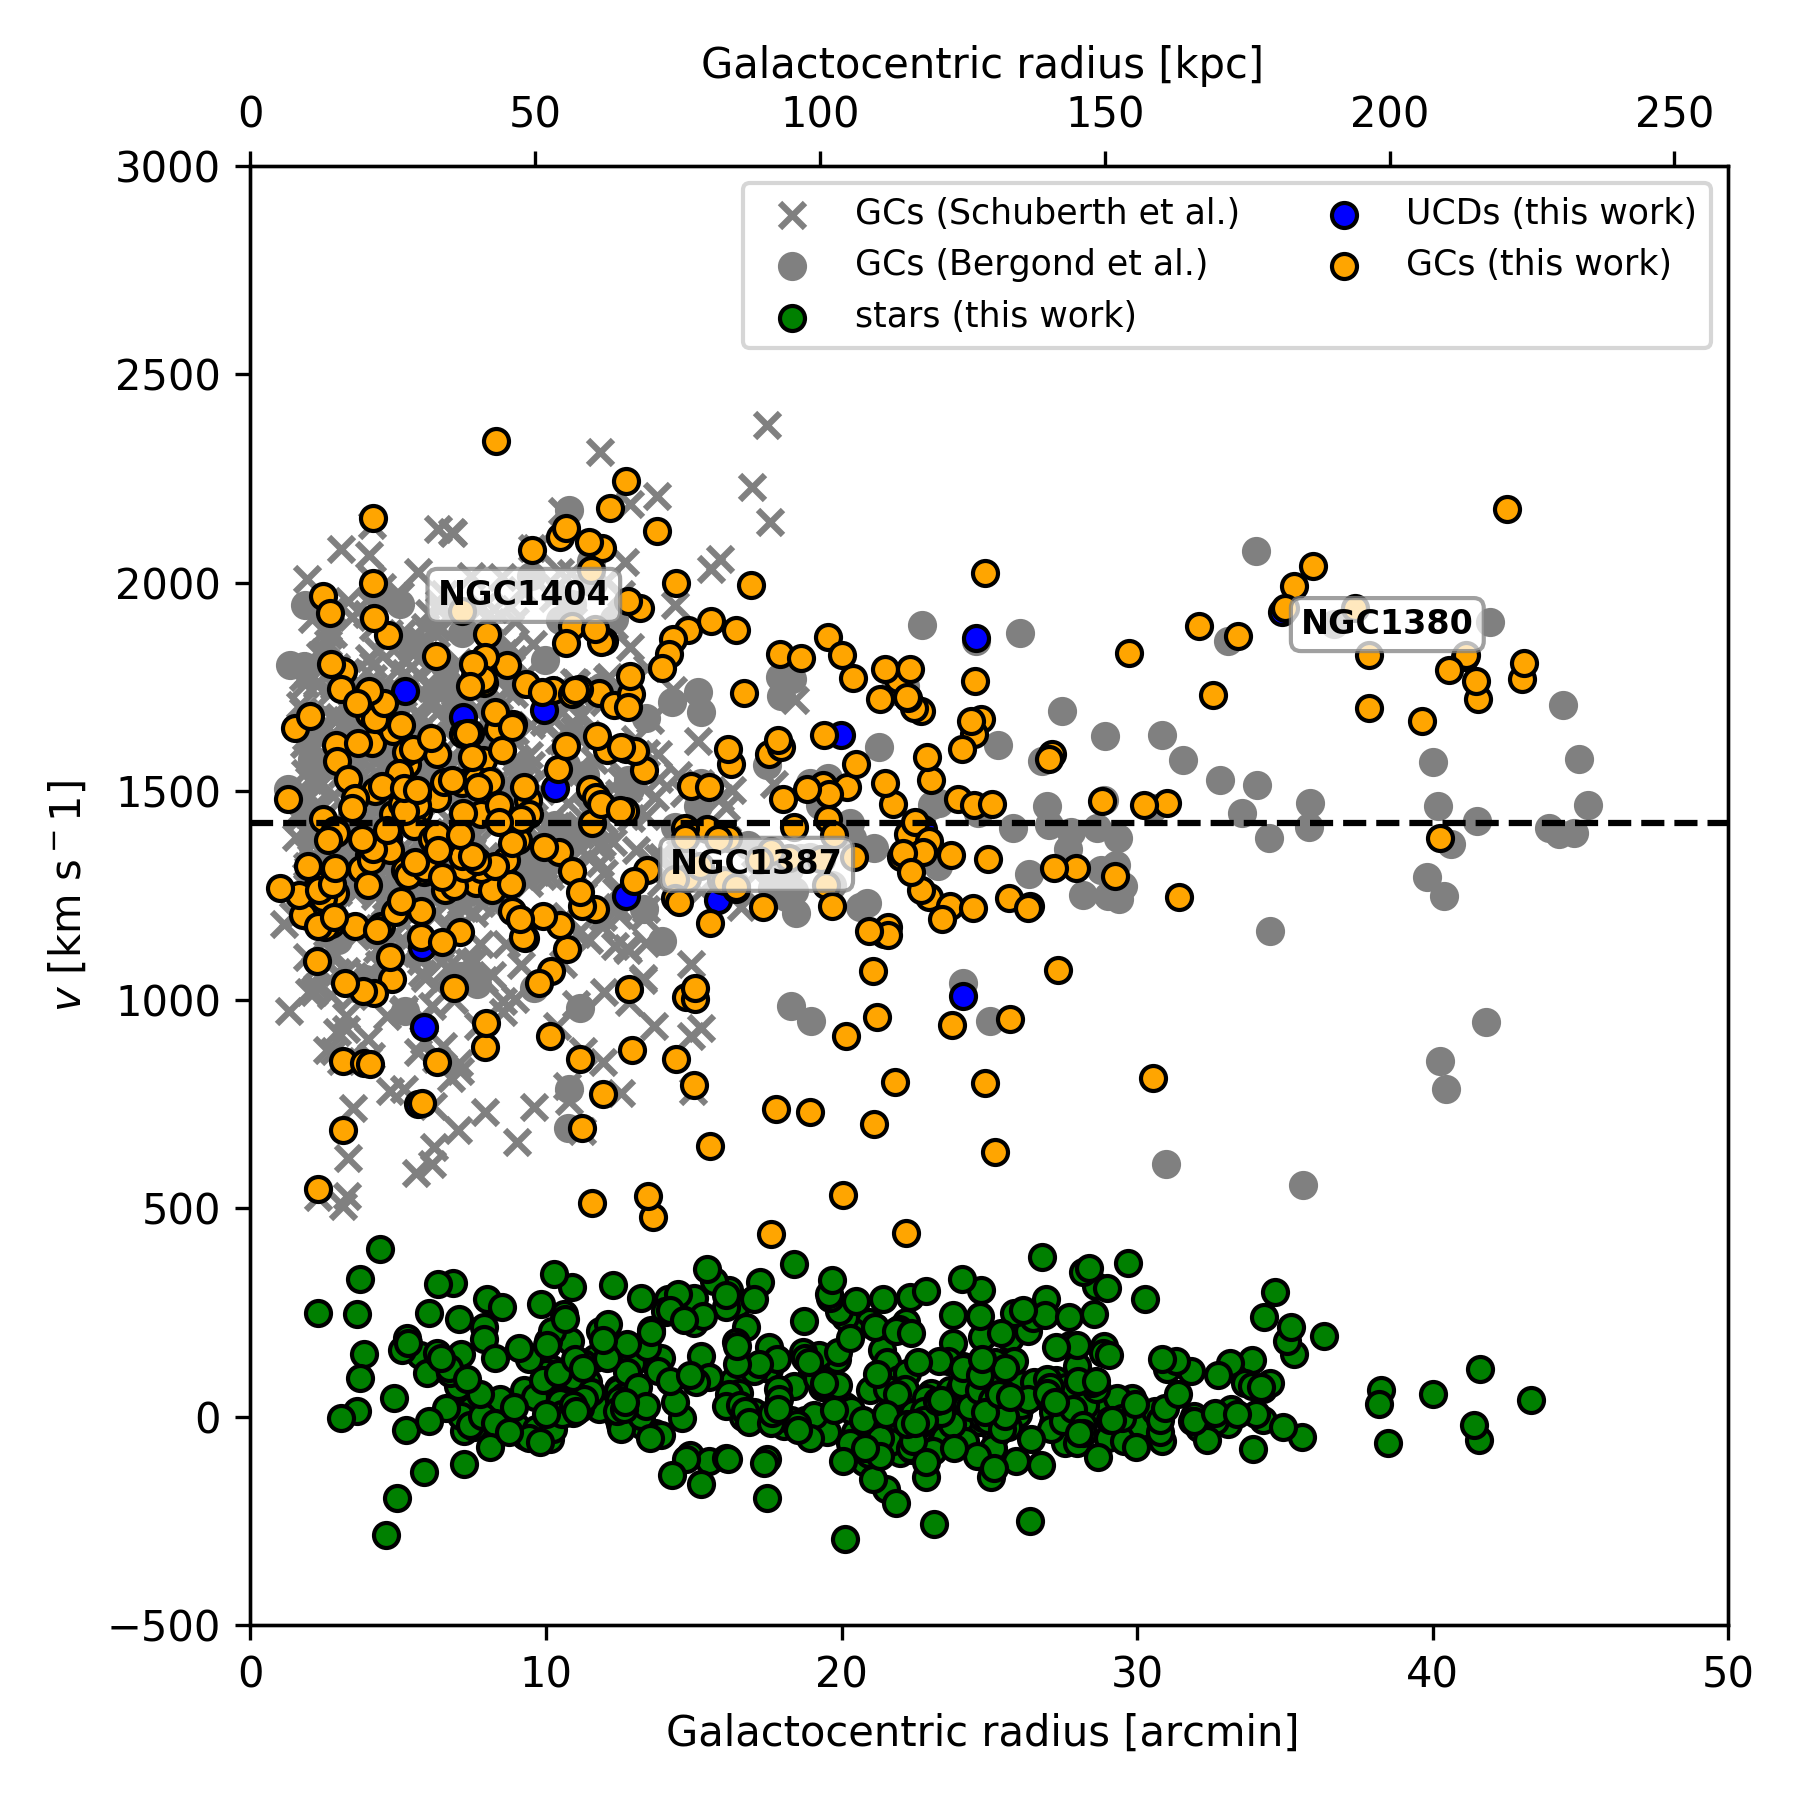 Galactocentric radius [kpc]
0 50 100 150 200 250
3000
GCs (Schuberth et al.) UCDs (this work)
GCs (Bergond et al.) GCs (this work)
stars (this work)
2500
2000
NGC1404
NGC1380
1500
NGC1387
v [km s⁻1]
1000
500
0
−500
0 10 20 30 40 50
Galactocentric radius [arcmin]